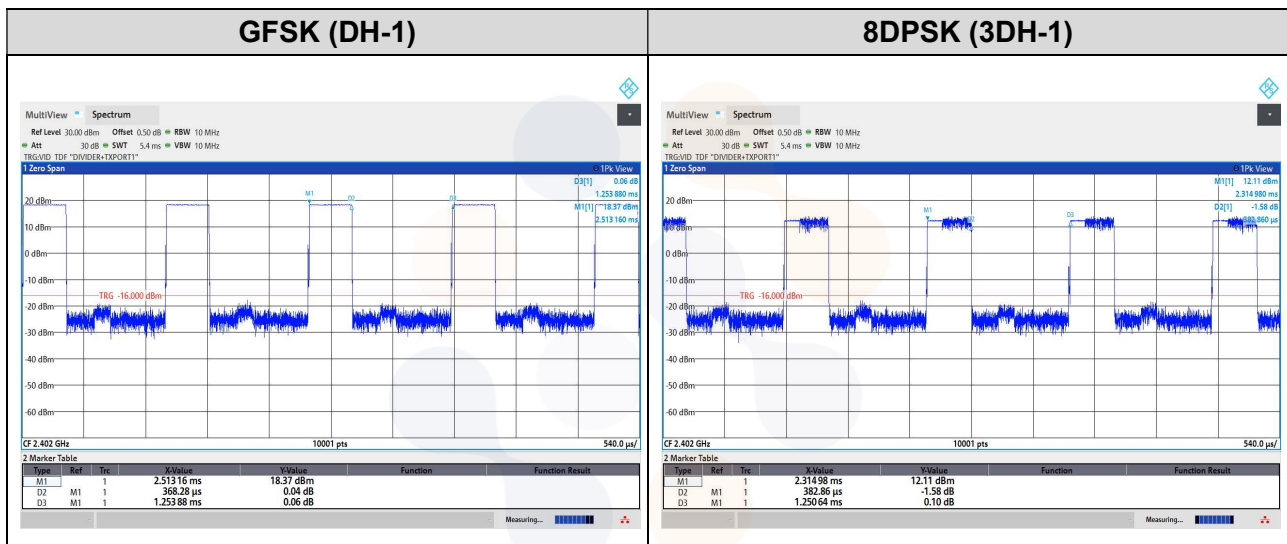 GFSK (DH-1)
8DPSK (3DH-1)
MultiView Spectrum
Ref Level 30.00 dBm Offset 0.50 dB RBW 10 MHz
Att 30 dB SWT 5.4 ms VBW 10 MHz
TRG:VID TDF "DIVIDER+TXPORT1"
1 Zero Span 1Pk View
D3[1] 0.06 dB
1.253 880 ms
M1[1] 18.37 dBm
2.513 160 ms
M1
D2
D3
20 dBm
10 dBm
0 dBm
-10 dBm
TRG -16.000 dBm
-20 dBm
-30 dBm
-40 dBm
-50 dBm
-60 dBm
CF 2.402 GHz 10001 pts 540.0 µs/
2 Marker Table
Type Ref Trc X-Value Y-Value Function Function Result
M1 1 2.513 16 ms 18.37 dBm
D2 M1 1 368.28 µs 0.04 dB
D3 M1 1 1.253 88 ms 0.06 dB
Measuring...
MultiView Spectrum
Ref Level 30.00 dBm Offset 0.50 dB RBW 10 MHz
Att 30 dB SWT 5.4 ms VBW 10 MHz
TRG:VID TDF "DIVIDER+TXPORT1"
1 Zero Span 1Pk View
M1[1] 12.11 dBm
2.314 980 ms
D2[1] -1.58 dB
382.860 µs
M1
D2
D3
20 dBm
10 dBm
0 dBm
-10 dBm
TRG -16.000 dBm
-20 dBm
-30 dBm
-40 dBm
-50 dBm
-60 dBm
CF 2.402 GHz 10001 pts 540.0 µs/
2 Marker Table
Type Ref Trc X-Value Y-Value Function Function Result
M1 1 2.314 98 ms 12.11 dBm
D2 M1 1 382.86 µs -1.58 dB
D3 M1 1 1.250 64 ms 0.10 dB
Measuring...